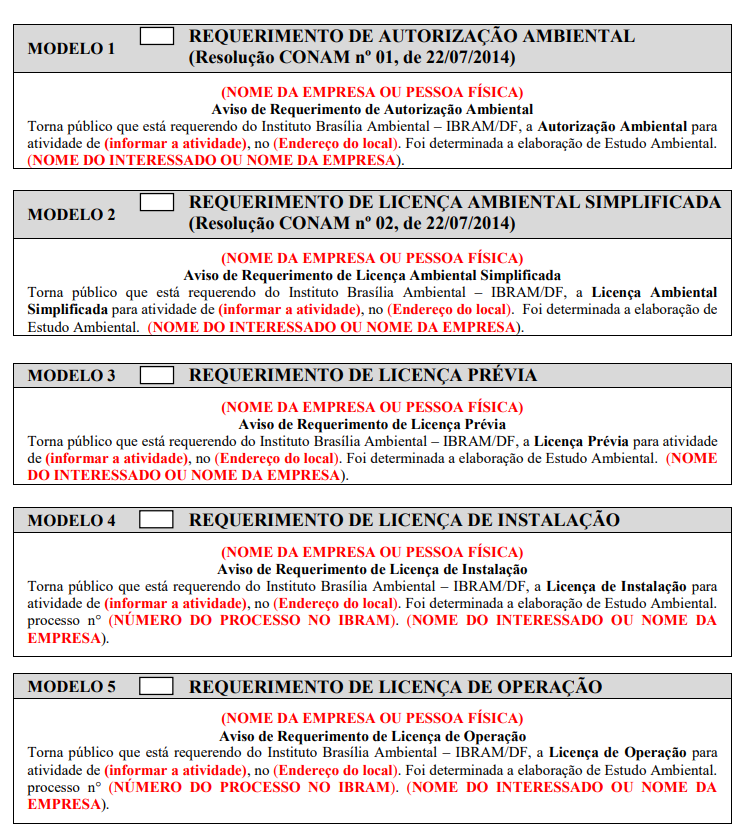 MODELO 1 REQUERIMENTO DE AUTORIZAÇÃO AMBIENTAL
(Resolução CONAM nº 01, de 22/07/2014)
(NOME DA EMPRESA OU PESSOA FÍSICA)
Aviso de Requerimento de Autorização Ambiental
Torna público que está requerendo do Instituto Brasília Ambiental – IBRAM/DF, a Autorização Ambiental para
atividade de (informar a atividade), no (Endereço do local). Foi determinada a elaboração de Estudo Ambiental.
(NOME DO INTERESSADO OU NOME DA EMPRESA).
MODELO 2 REQUERIMENTO DE LICENÇA AMBIENTAL SIMPLIFICADA
(Resolução CONAM nº 02, de 22/07/2014)
(NOME DA EMPRESA OU PESSOA FÍSICA)
Aviso de Requerimento de Licença Ambiental Simplificada
Torna público que está requerendo do Instituto Brasília Ambiental – IBRAM/DF, a Licença Ambiental
Simplificada para atividade de (informar a atividade), no (Endereço do local). Foi determinada a elaboração de
Estudo Ambiental. (NOME DO INTERESSADO OU NOME DA EMPRESA).
MODELO 3 REQUERIMENTO DE LICENÇA PRÉVIA
(NOME DA EMPRESA OU PESSOA FÍSICA)
Aviso de Requerimento de Licença Prévia
Torna público que está requerendo do Instituto Brasília Ambiental – IBRAM/DF, a Licença Prévia para atividade
de (informar a atividade), no (Endereço do local). Foi determinada a elaboração de Estudo Ambiental. (NOME
DO INTERESSADO OU NOME DA EMPRESA).
MODELO 4 REQUERIMENTO DE LICENÇA DE INSTALAÇÃO
(NOME DA EMPRESA OU PESSOA FÍSICA)
Aviso de Requerimento de Licença de Instalação
Torna público que está requerendo do Instituto Brasília Ambiental – IBRAM/DF, a Licença de Instalação para
atividade de (informar a atividade), no (Endereço do local). Foi determinada a elaboração de Estudo Ambiental.
processo n° (NÚMERO DO PROCESSO NO IBRAM). (NOME DO INTERESSADO OU NOME DA
EMPRESA).
MODELO 5 REQUERIMENTO DE LICENÇA DE OPERAÇÃO
(NOME DA EMPRESA OU PESSOA FÍSICA)
Aviso de Requerimento de Licença de Operação
Torna público que está requerendo do Instituto Brasília Ambiental – IBRAM/DF, a Licença de Operação para
atividade de (informar a atividade), no (Endereço do local). Foi determinada a elaboração de Estudo Ambiental.
processo n° (NÚMERO DO PROCESSO NO IBRAM). (NOME DO INTERESSADO OU NOME DA
EMPRESA).